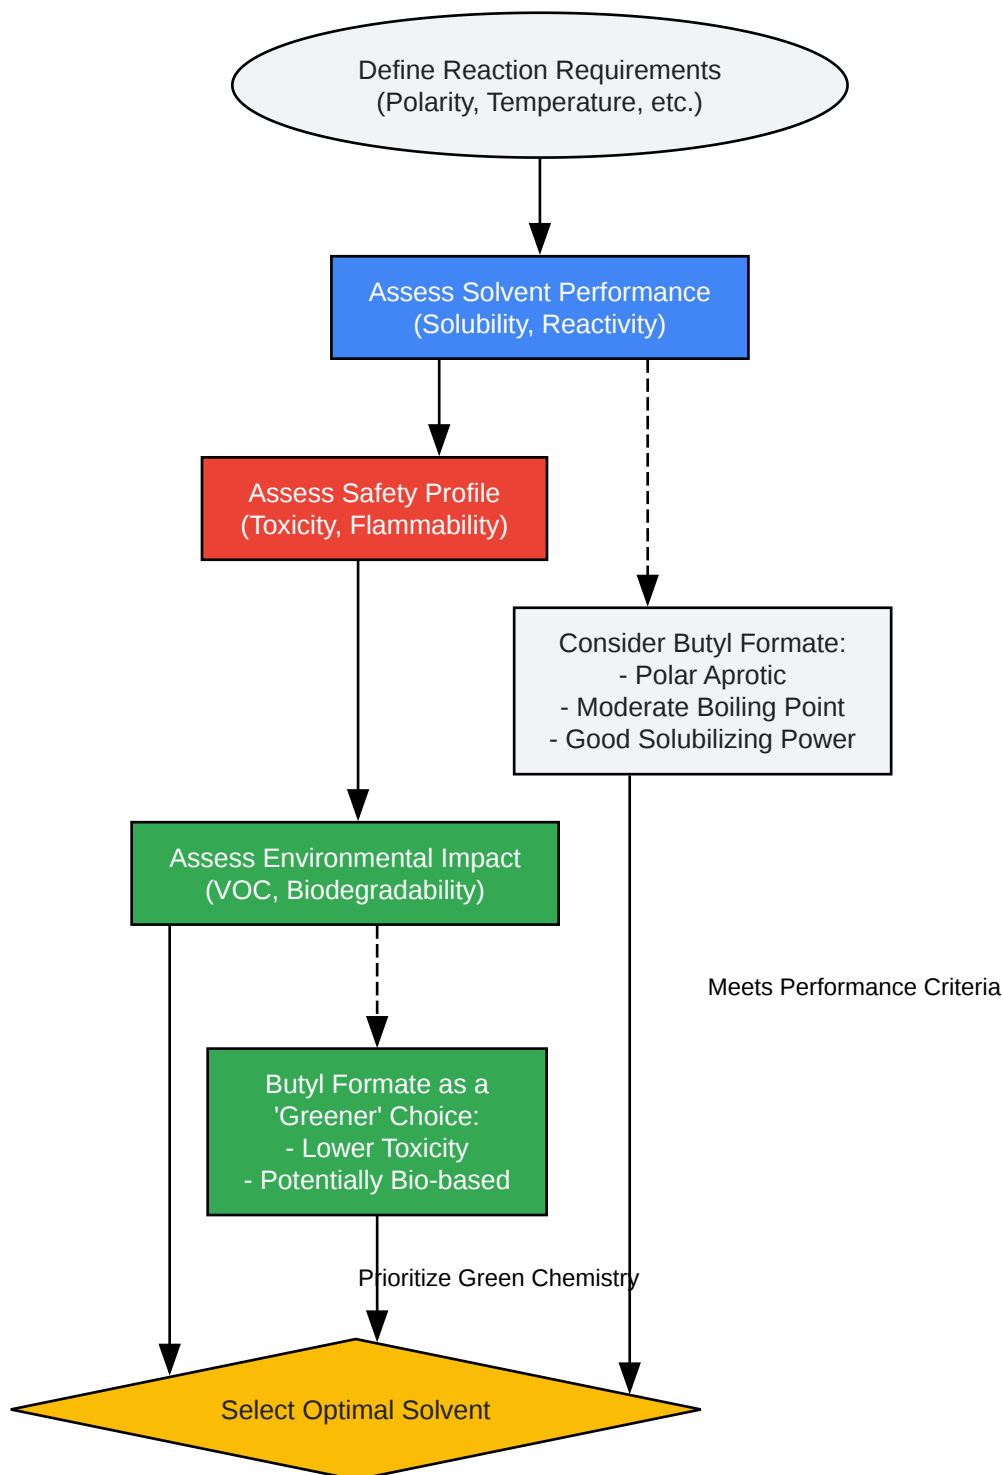 Define Reaction Requirements
(Polarity, Temperature, etc.)
Assess Solvent Performance
(Solubility, Reactivity)
Assess Safety Profile
(Toxicity, Flammability)
Consider Butyl Formate:
- Polar Aprotic
- Moderate Boiling Point
- Good Solubilizing Power
Assess Environmental Impact
(VOC, Biodegradability)
Meets Performance Criteria
Butyl Formate as a
'Greener' Choice:
- Lower Toxicity
- Potentially Bio-based
Prioritize Green Chemistry
Select Optimal Solvent